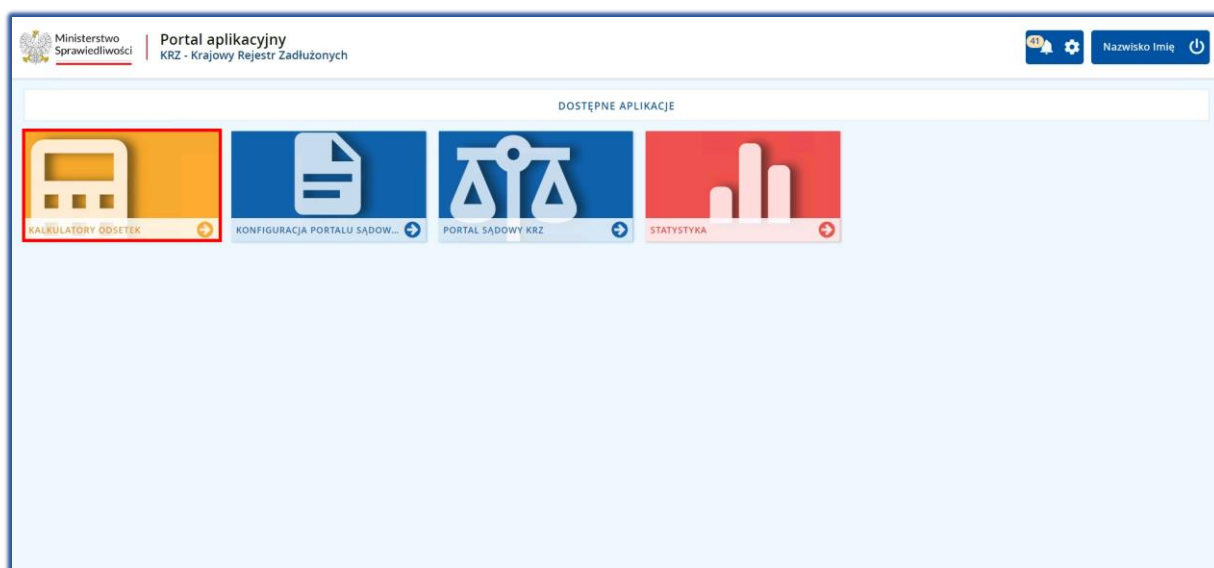 Ministerstwo
Sprawiedliwości
Portal aplikacyjny
KRZ - Krajowy Rejestr Zadłużonych
41
Nazwisko Imię
DOSTĘPNE APLIKACJE
KALKULATORY ODSETEK
KONFIGURACJA PORTALU SĄDOW...
PORTAL SĄDOWY KRZ
STATYSTYKA